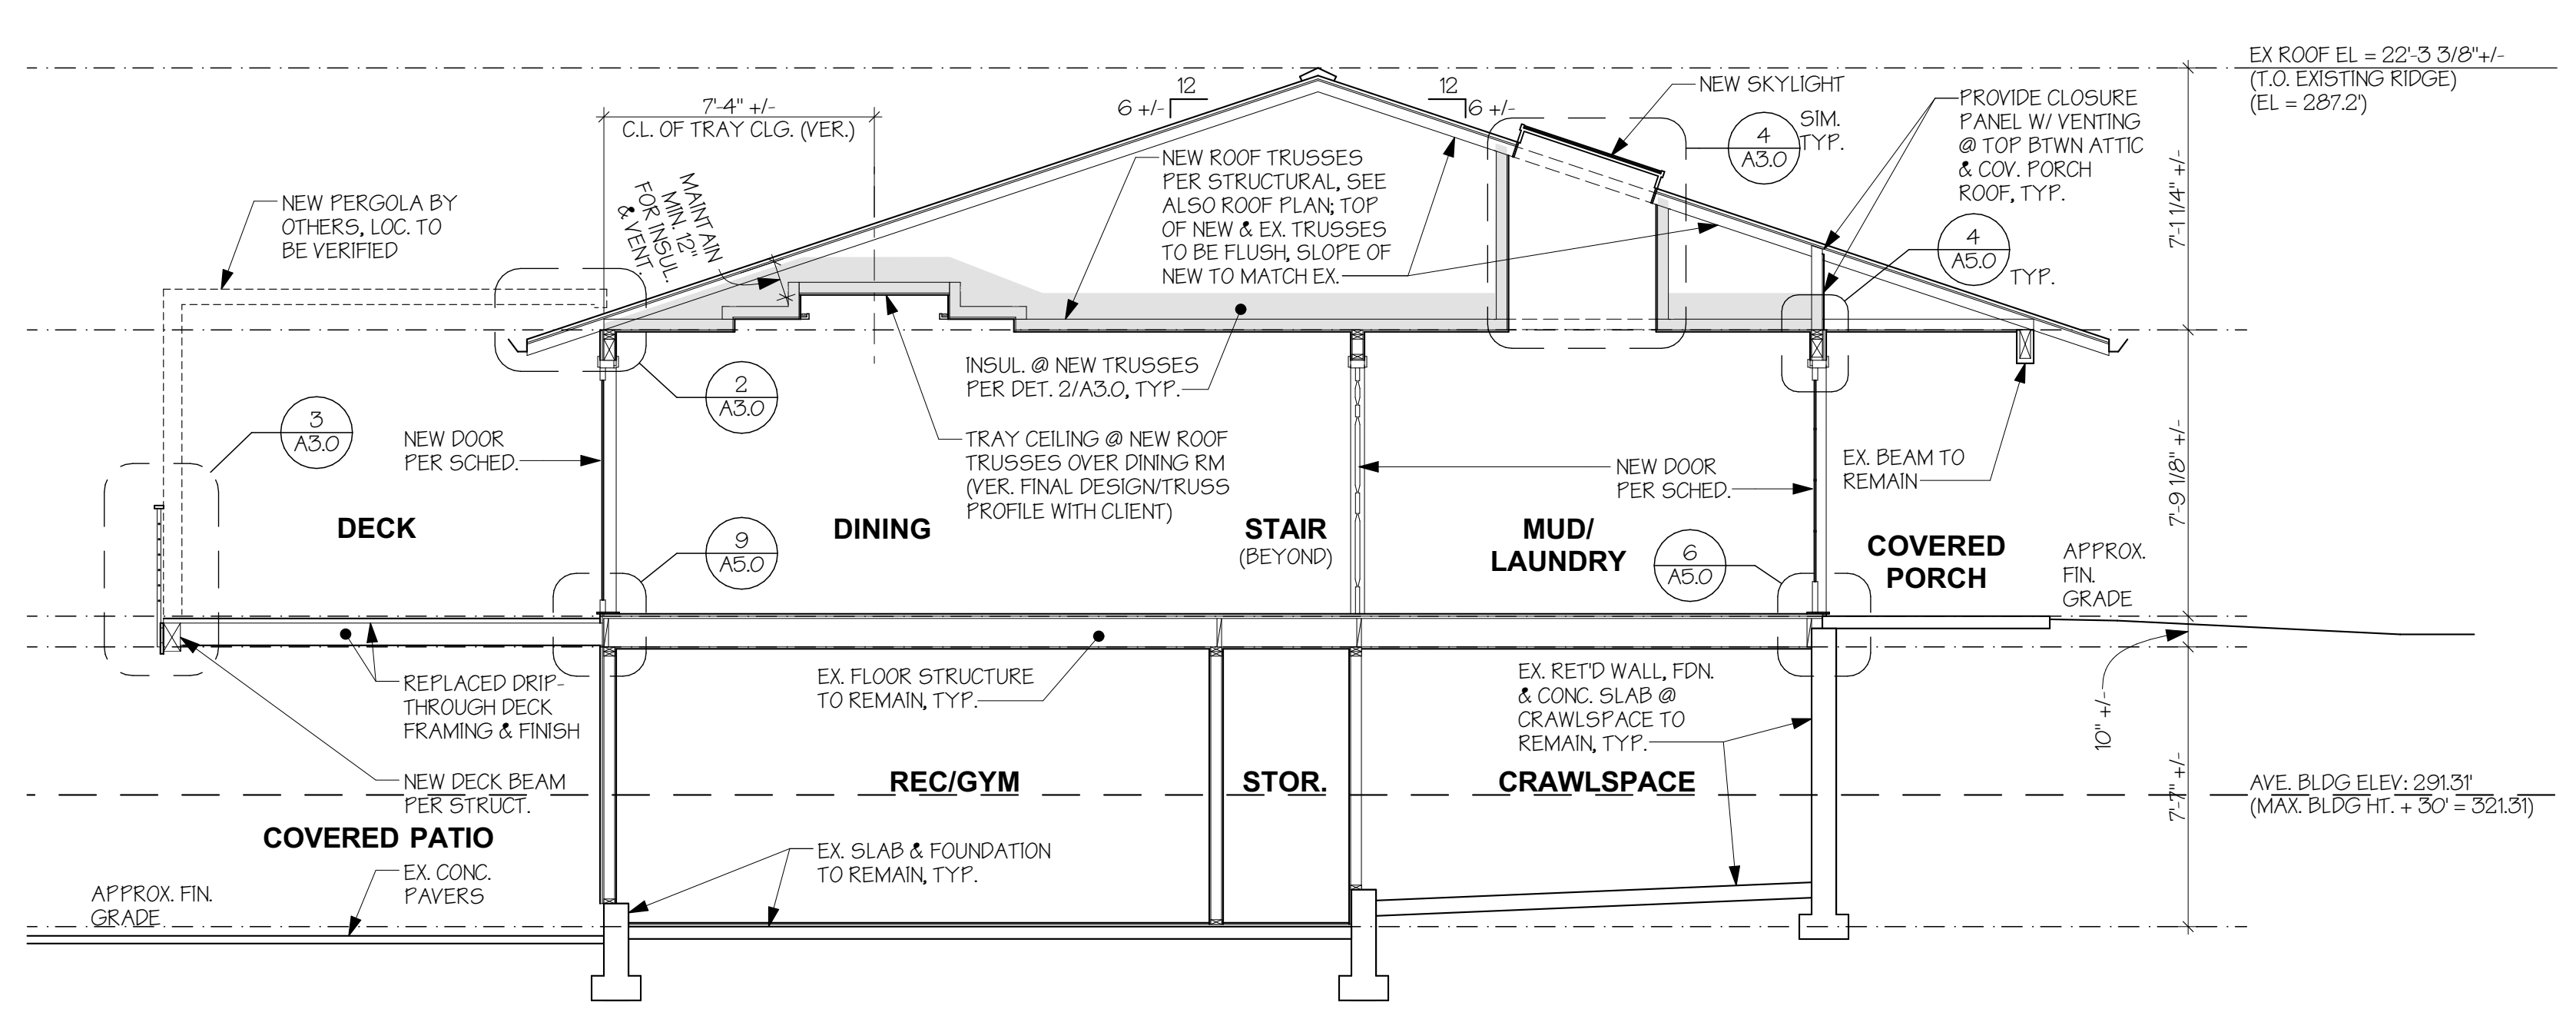 EX ROOF EL = 22'-3 3/8"+/-
(T.O. EXISTING RIDGE)
(EL = 287.2')
7'-4" +/-
C.L. OF TRAY CLG. (VER.)
12
6 +/-
12
6 +/-
NEW SKYLIGHT
4
A3.0
SIM.
TYP.
PROVIDE CLOSURE
PANEL W/ VENTING
@ TOP BTWN ATTIC
& COV. PORCH
ROOF, TYP.
7'-1 1/4" +/-
NEW PERGOLA BY
OTHERS, LOC. TO
BE VERIFIED
MAINTAIN
MIN. 12"
FOR INSUL.
& VENT.
NEW ROOF TRUSSES
PER STRUCTURAL, SEE
ALSO ROOF PLAN; TOP
OF NEW & EX. TRUSSES
TO BE FLUSH, SLOPE OF
NEW TO MATCH EX.
4
A5.0
TYP.
2
A3.0
INSUL. @ NEW TRUSSES
PER DET. 2/A3.0, TYP.
3
A3.0
NEW DOOR
PER SCHED.
TRAY CEILING @ NEW ROOF
TRUSSES OVER DINING RM
(VER. FINAL DESIGN/TRUSS
PROFILE WITH CLIENT)
NEW DOOR
PER SCHED.
EX. BEAM TO
REMAIN
7'-9 1/8" +/-
DECK
DINING
STAIR
(BEYOND)
MUD/
LAUNDRY
COVERED
PORCH
9
A5.0
6
A5.0
APPROX.
FIN.
GRADE
REPLACED DRIP-
THROUGH DECK
FRAMING & FINISH
EX. FLOOR STRUCTURE
TO REMAIN, TYP.
EX. RET'D WALL, FDN.
& CONC. SLAB @
CRAWLSPACE TO
REMAIN, TYP.
10" +/-
NEW DECK BEAM
PER STRUCT.
REC/GYM
STOR.
CRAWLSPACE
7'-7" +/-
AVE. BLDG ELEV: 291.31'
(MAX. BLDG HT. + 30' = 321.31)
COVERED PATIO
EX. CONC.
PAVERS
EX. SLAB & FOUNDATION
TO REMAIN, TYP.
APPROX. FIN.
GRADE